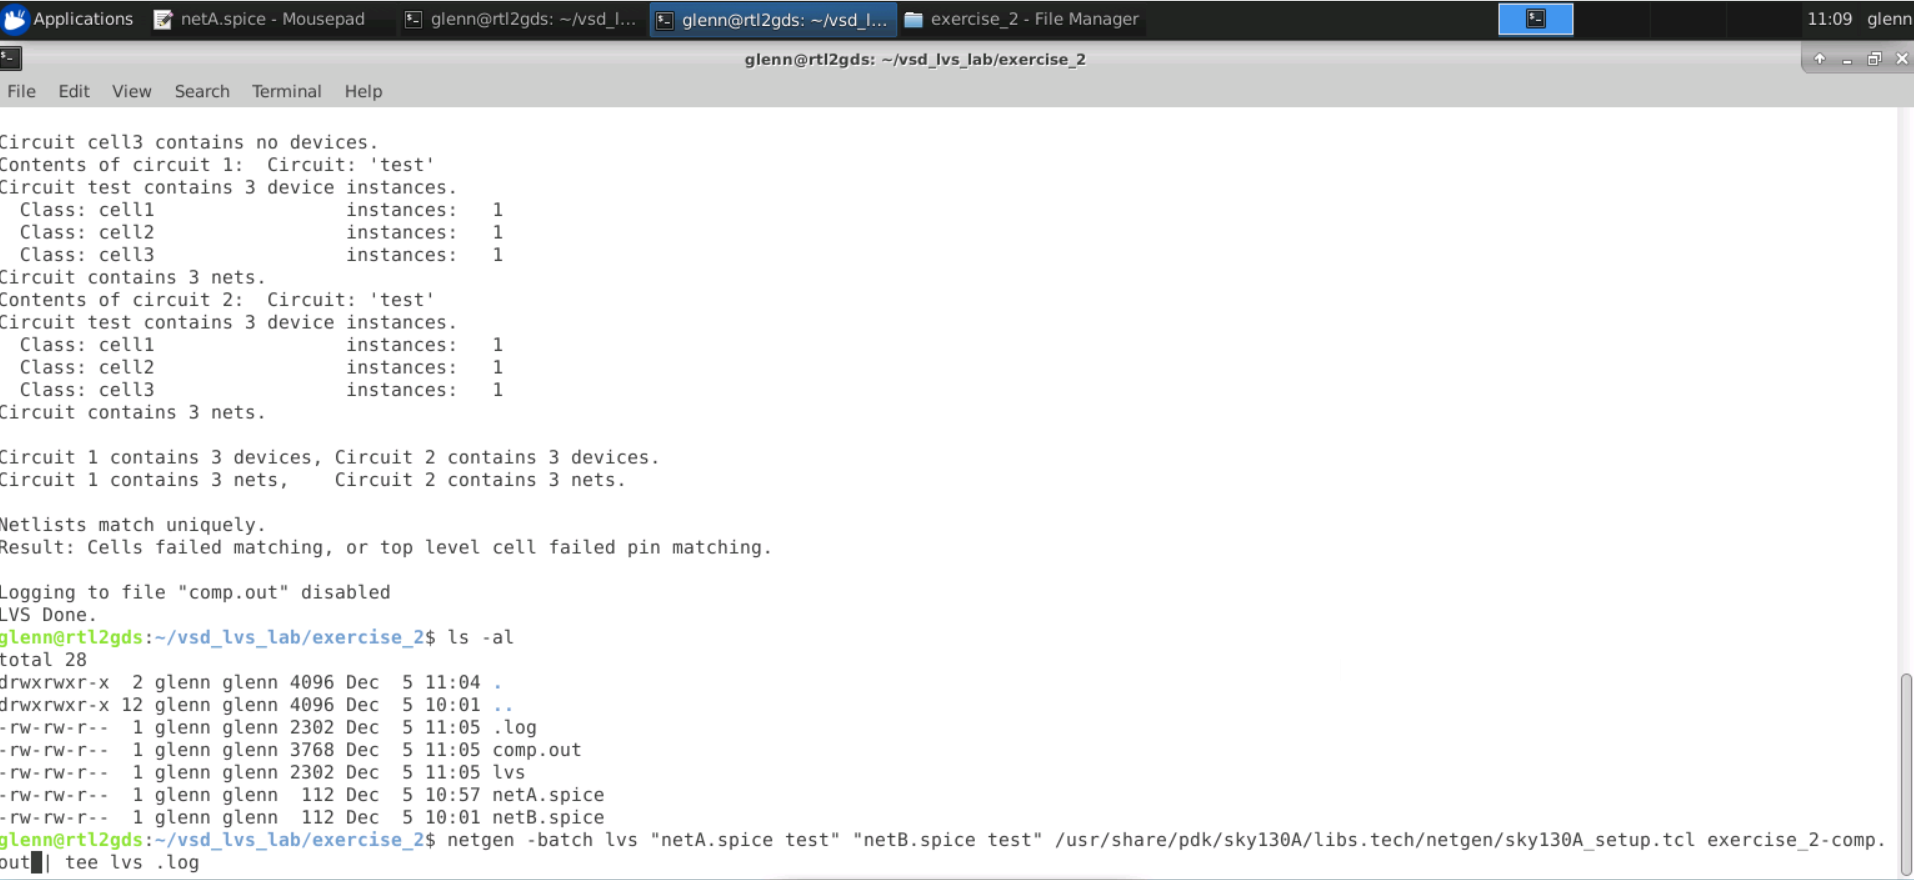 Applications netA.spice - Mousepad glenn@rtl2gds: ~/vsd_l... glenn@rtl2gds: ~/vsd_l... exercise_2 - File Manager 11:09 glenn
glenn@rtl2gds: ~/vsd_lvs_lab/exercise_2
File Edit View Search Terminal Help
Circuit cell3 contains no devices.
Contents of circuit 1:  Circuit: 'test'
Circuit test contains 3 device instances.
  Class: cell1                 instances:   1
  Class: cell2                 instances:   1
  Class: cell3                 instances:   1
Circuit contains 3 nets.
Contents of circuit 2:  Circuit: 'test'
Circuit test contains 3 device instances.
  Class: cell1                 instances:   1
  Class: cell2                 instances:   1
  Class: cell3                 instances:   1
Circuit contains 3 nets.
Circuit 1 contains 3 devices, Circuit 2 contains 3 devices.
Circuit 1 contains 3 nets,    Circuit 2 contains 3 nets.
Netlists match uniquely.
Result: Cells failed matching, or top level cell failed pin matching.
Logging to file "comp.out" disabled
LVS Done.
glenn@rtl2gds:~/vsd_lvs_lab/exercise_2$ ls -al
total 28
drwxrwxr-x  2 glenn glenn 4096 Dec  5 11:04 .
drwxrwxr-x 12 glenn glenn 4096 Dec  5 10:01 ..
-rw-rw-r--  1 glenn glenn 2302 Dec  5 11:05 .log
-rw-rw-r--  1 glenn glenn 3768 Dec  5 11:05 comp.out
-rw-rw-r--  1 glenn glenn 2302 Dec  5 11:05 lvs
-rw-rw-r--  1 glenn glenn  112 Dec  5 10:57 netA.spice
-rw-rw-r--  1 glenn glenn  112 Dec  5 10:01 netB.spice
glenn@rtl2gds:~/vsd_lvs_lab/exercise_2$ netgen -batch lvs "netA.spice test" "netB.spice test" /usr/share/pdk/sky130A/libs.tech/netgen/sky130A_setup.tcl exercise_2-comp.
out | tee lvs .log